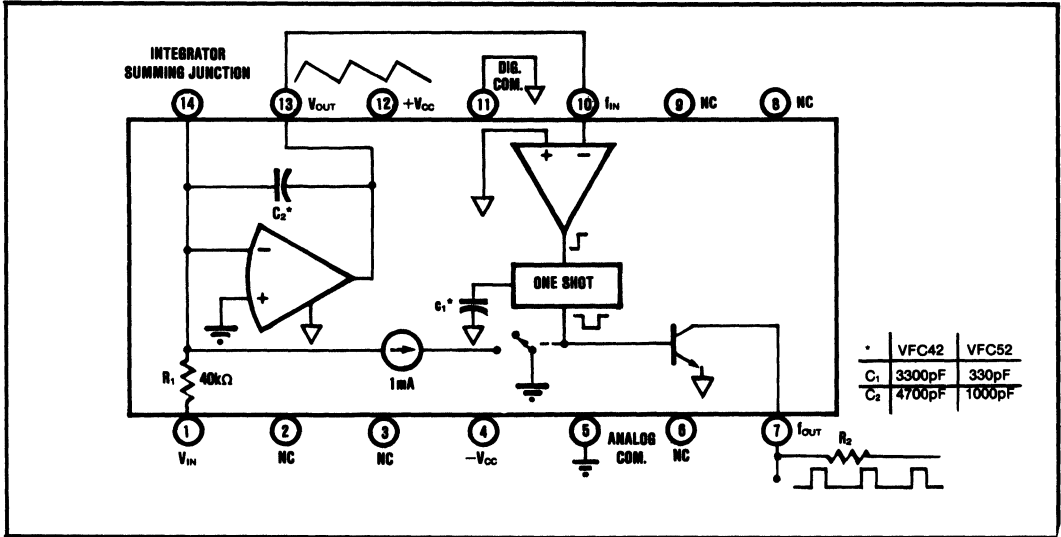 INTEGRATOR
SUMMING JUNCTION
DIG.
COM.
14
13 VOUT
12 +VCC
11
10 fIN
9 NC
8 NC
C2*
−
+
+ −
ONE SHOT
C1*
R1 40kΩ
1mA
* VFC42 VFC52
C1 3300pF 330pF
C2 4700pF 1000pF
1
2
3
4
5
6
7
VIN
NC
NC
−VCC
ANALOG
COM.
NC
fOUT
R2